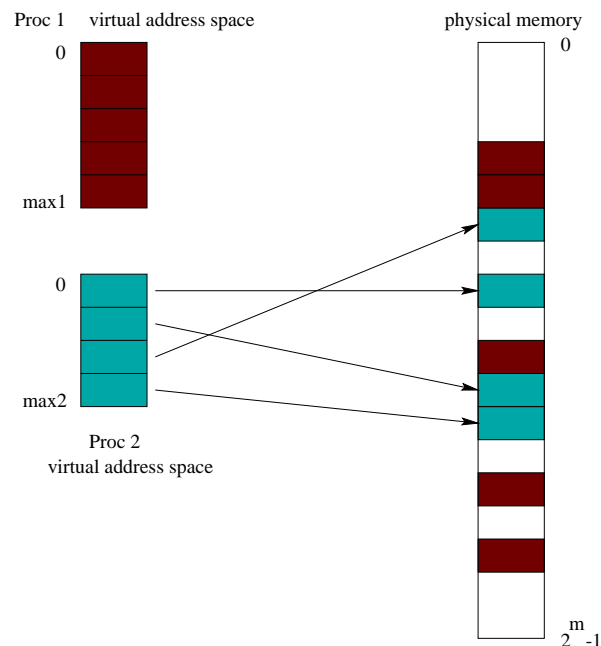 Proc 1 virtual address space
physical memory
0
0
max1
0
max2
Proc 2
virtual address space
m
2 -1